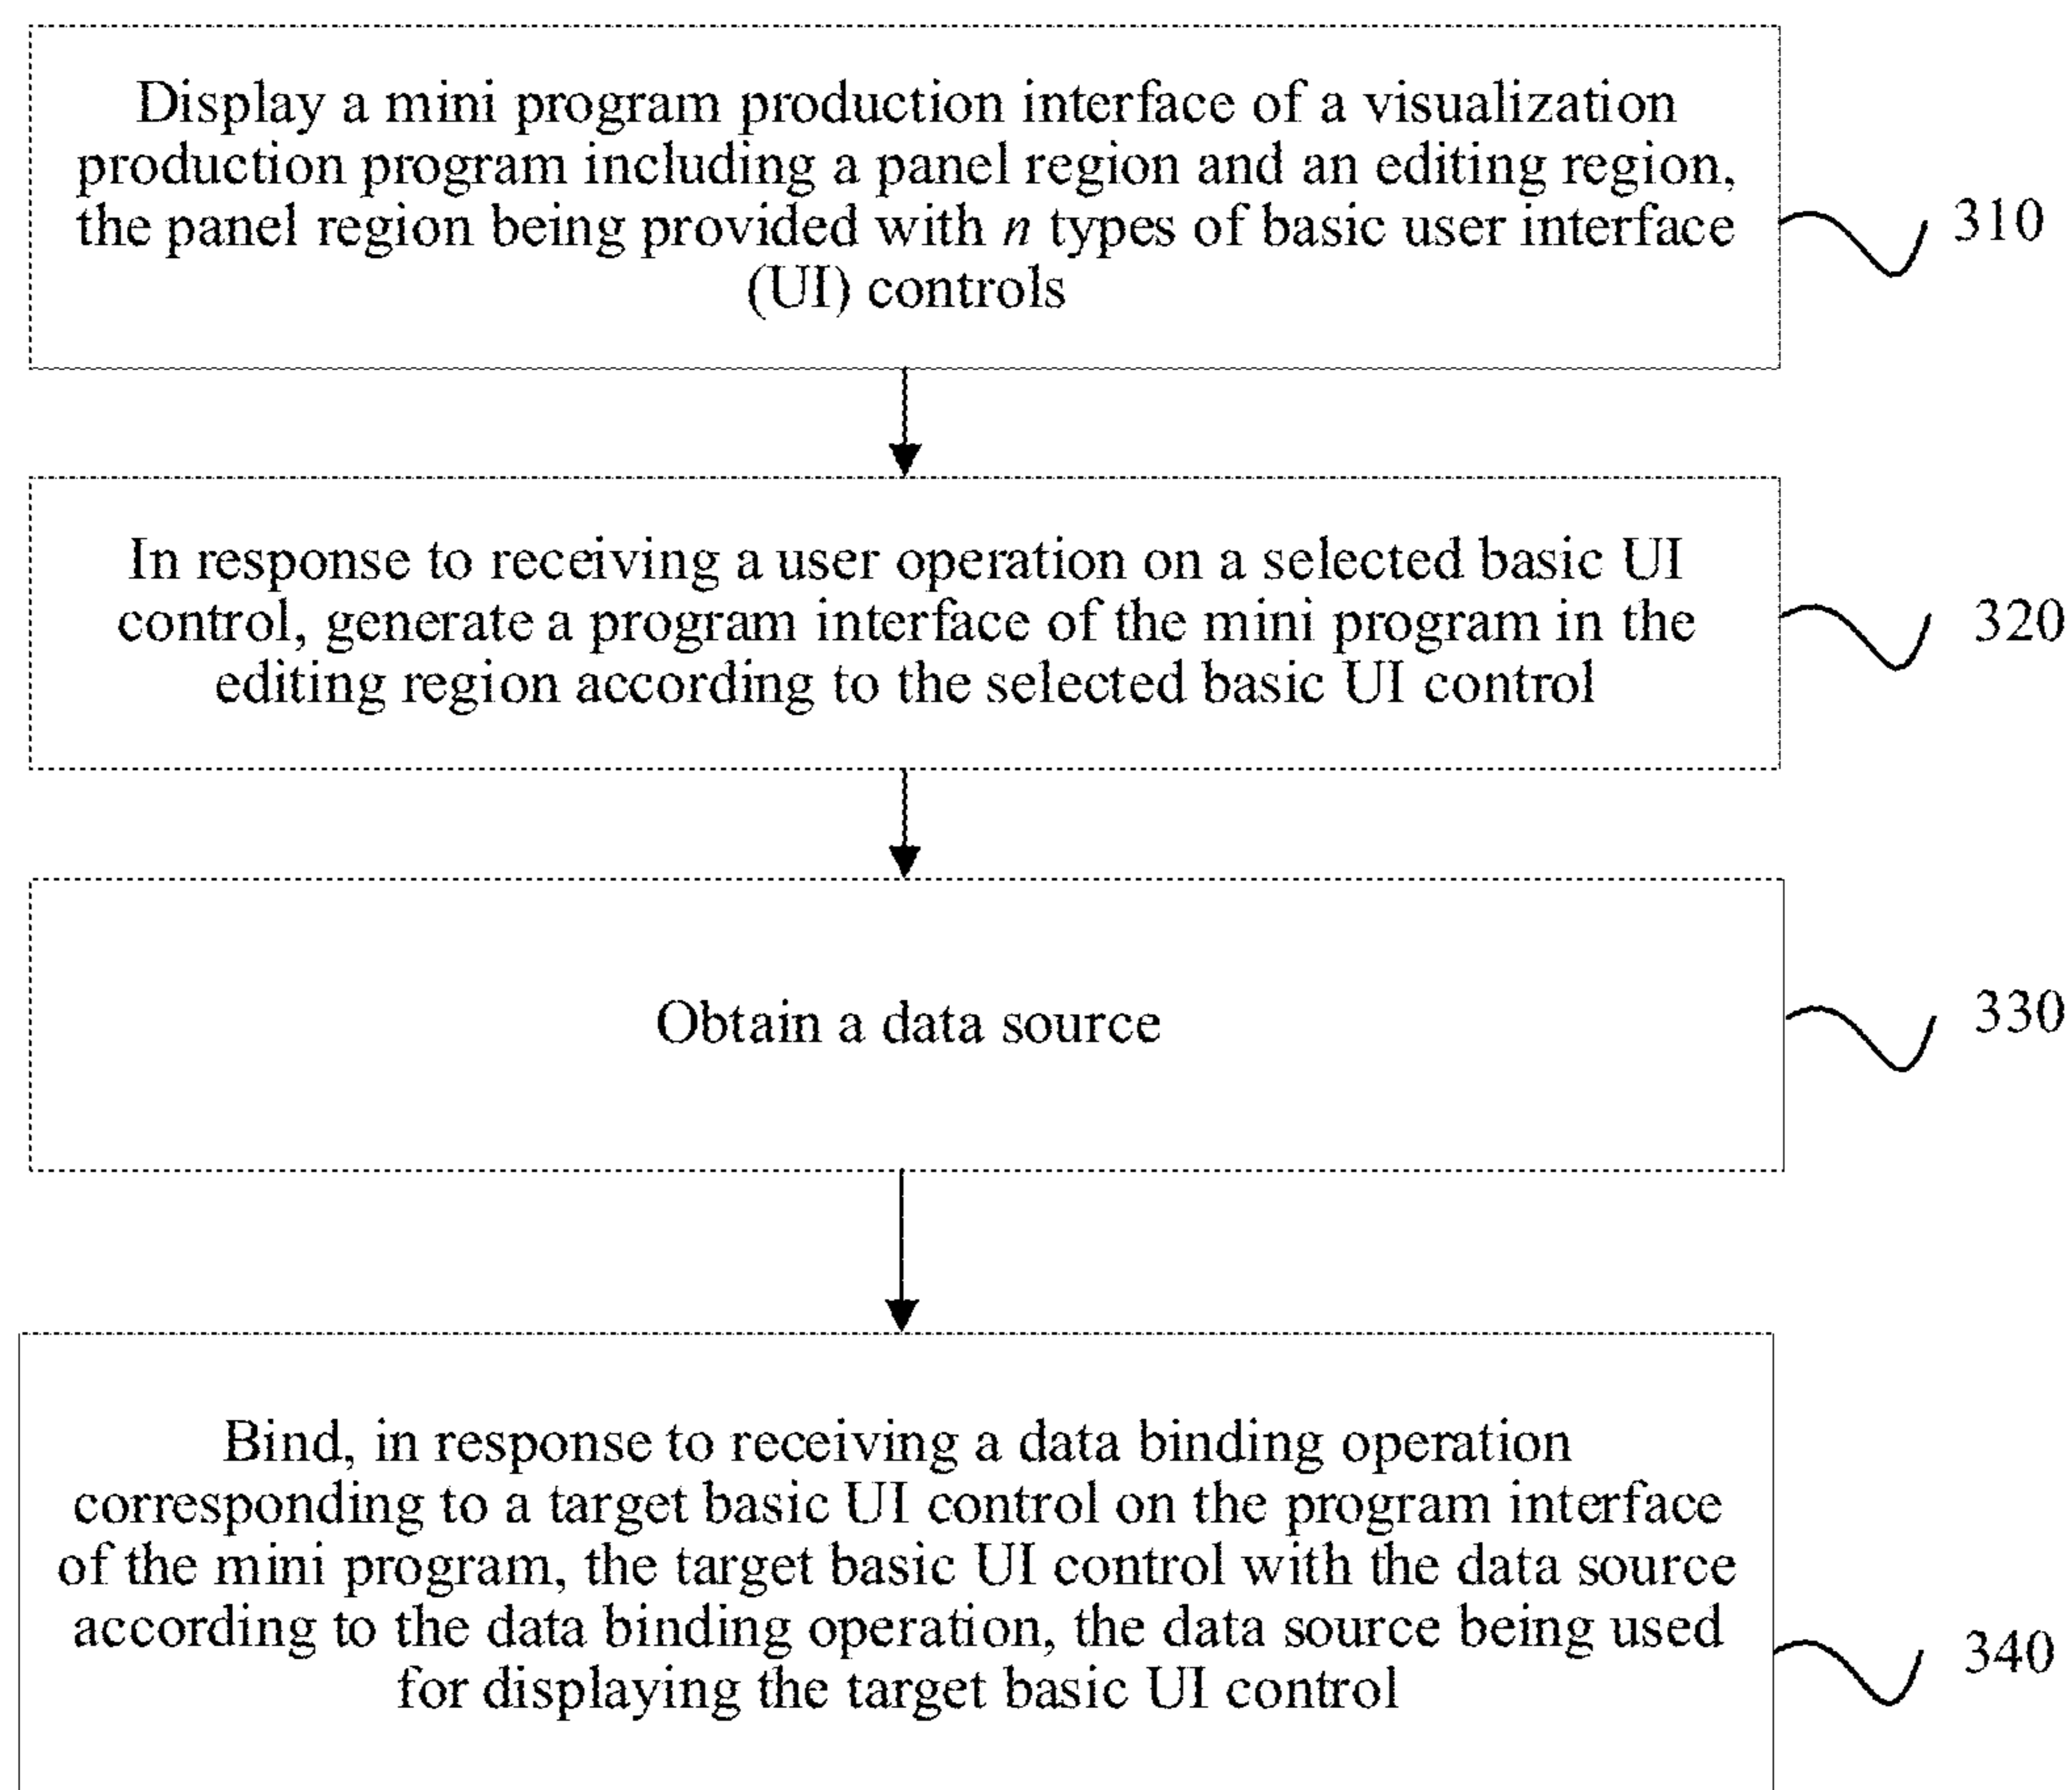 Display a mini program production interface of a visualization
production program including a panel region and an editing region,
the panel region being provided with n types of basic user interface
(UI) controls
310
In response to receiving a user operation on a selected basic UI
control, generate a program interface of the mini program in the
editing region according to the selected basic UI control
320
Obtain a data source
330
Bind, in response to receiving a data binding operation
corresponding to a target basic UI control on the program interface
of the mini program, the target basic UI control with the data source
according to the data binding operation, the data source being used
for displaying the target basic UI control
340